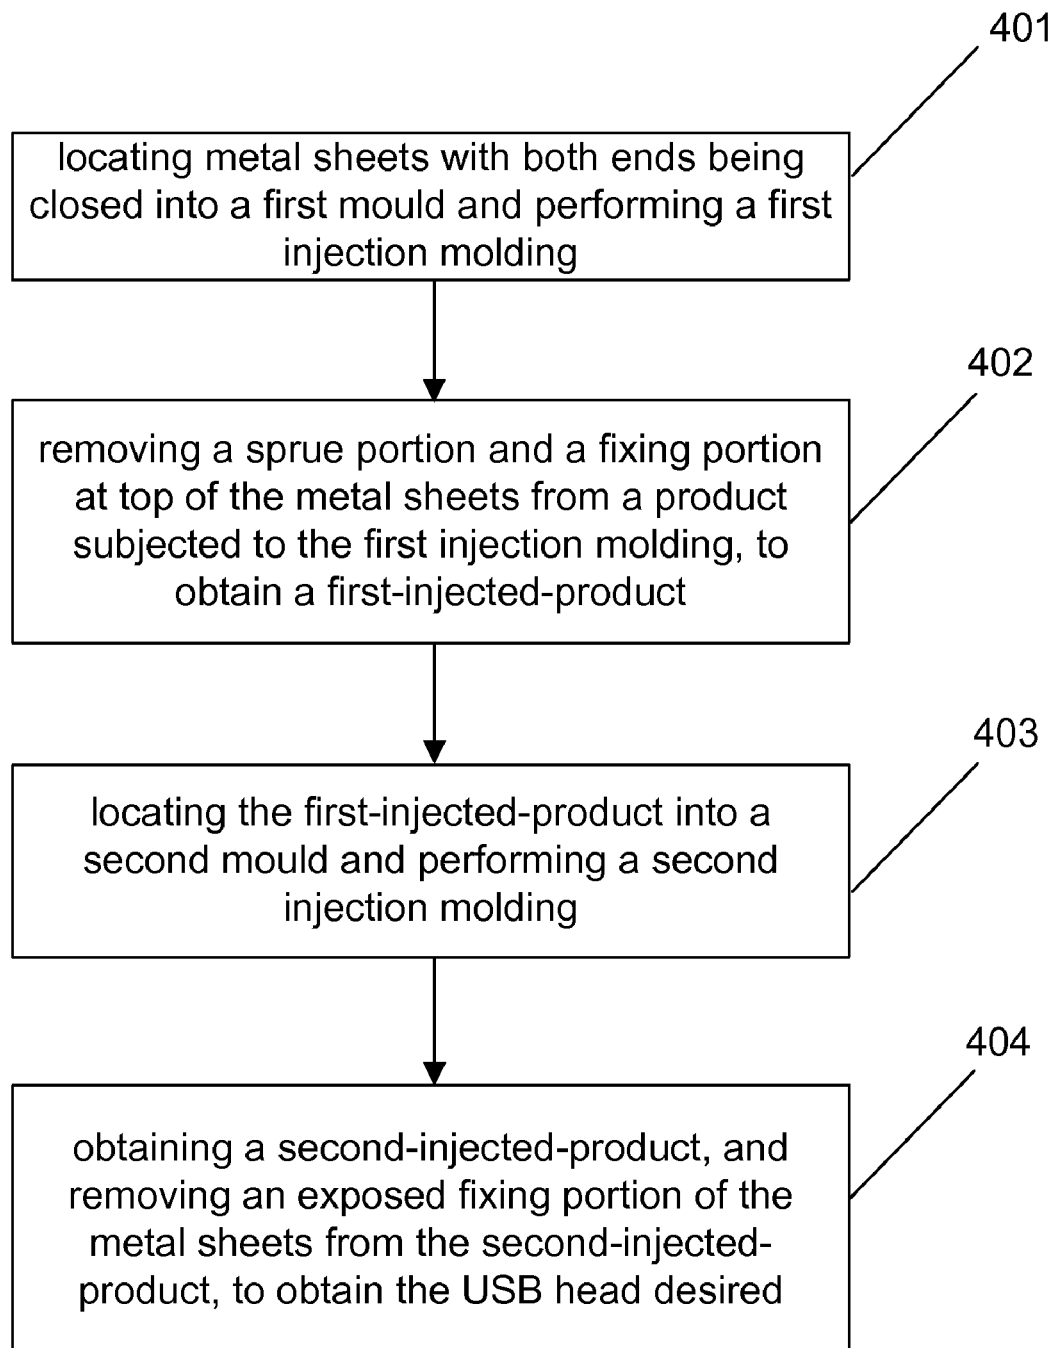 401
locating metal sheets with both ends being
closed into a first mould and performing a first
injection molding
402
removing a sprue portion and a fixing portion
at top of the metal sheets from a product
subjected to the first injection molding, to
obtain a first-injected-product
403
locating the first-injected-product into a
second mould and performing a second
injection molding
404
obtaining a second-injected-product, and
removing an exposed fixing portion of the
metal sheets from the second-injected-
product, to obtain the USB head desired